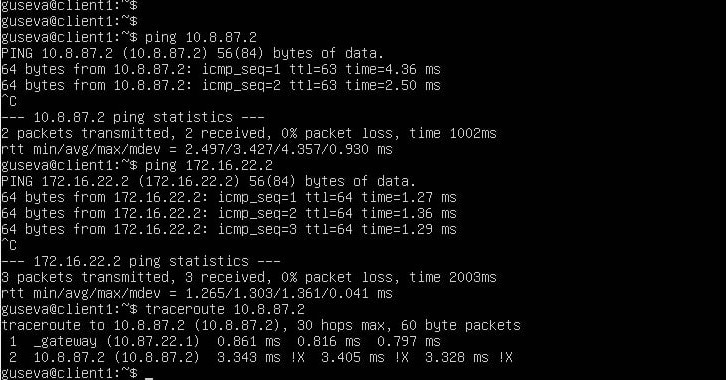 guseva@client1:~$
guseva@client1:~$
guseva@client1:~$ ping 10.8.87.2
PING 10.8.87.2 (10.8.87.2) 56(84) bytes of data.
64 bytes from 10.8.87.2: icmp_seq=1 ttl=63 time=4.36 ms
64 bytes from 10.8.87.2: icmp_seq=2 ttl=63 time=2.50 ms
^C
--- 10.8.87.2 ping statistics ---
2 packets transmitted, 2 received, 0% packet loss, time 1002ms
rtt min/avg/max/mdev = 2.497/3.427/4.357/0.930 ms
guseva@client1:~$ ping 172.16.22.2
PING 172.16.22.2 (172.16.22.2) 56(84) bytes of data.
64 bytes from 172.16.22.2: icmp_seq=1 ttl=64 time=1.27 ms
64 bytes from 172.16.22.2: icmp_seq=2 ttl=64 time=1.36 ms
64 bytes from 172.16.22.2: icmp_seq=3 ttl=64 time=1.29 ms
^C
--- 172.16.22.2 ping statistics ---
3 packets transmitted, 3 received, 0% packet loss, time 2003ms
rtt min/avg/max/mdev = 1.265/1.303/1.361/0.041 ms
guseva@client1:~$ traceroute 10.8.87.2
traceroute to 10.8.87.2 (10.8.87.2), 30 hops max, 60 byte packets
 1  _gateway (10.87.22.1)  0.861 ms  0.816 ms  0.797 ms
 2  10.8.87.2 (10.8.87.2)  3.343 ms !X  3.405 ms !X  3.328 ms !X
guseva@client1:~$ _